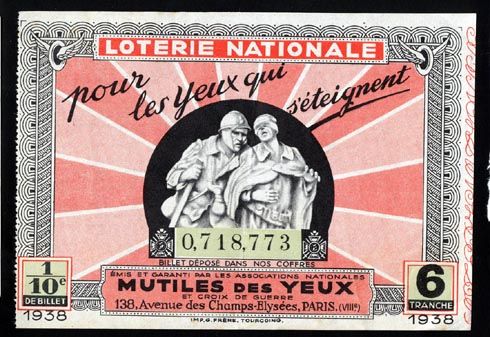 LOTERIE NATIONALE
pour
les yeux qui
s'éteignent
0,718,773
BILLET DÉPOSÉ DANS NOS COFFRES
ÉMIS ET GARANTI PAR LES ASSOCIATIONS NATIONALES
MUTILES DES YEUX
ET CROIX DE GUERRE
138, Avenue des Champs-Elysées, PARIS. (VIIIe)
1
10e
DE BILLET
1938
6
TRANCHE
1938
IMP. G. FRÈRE, TOURCOING.